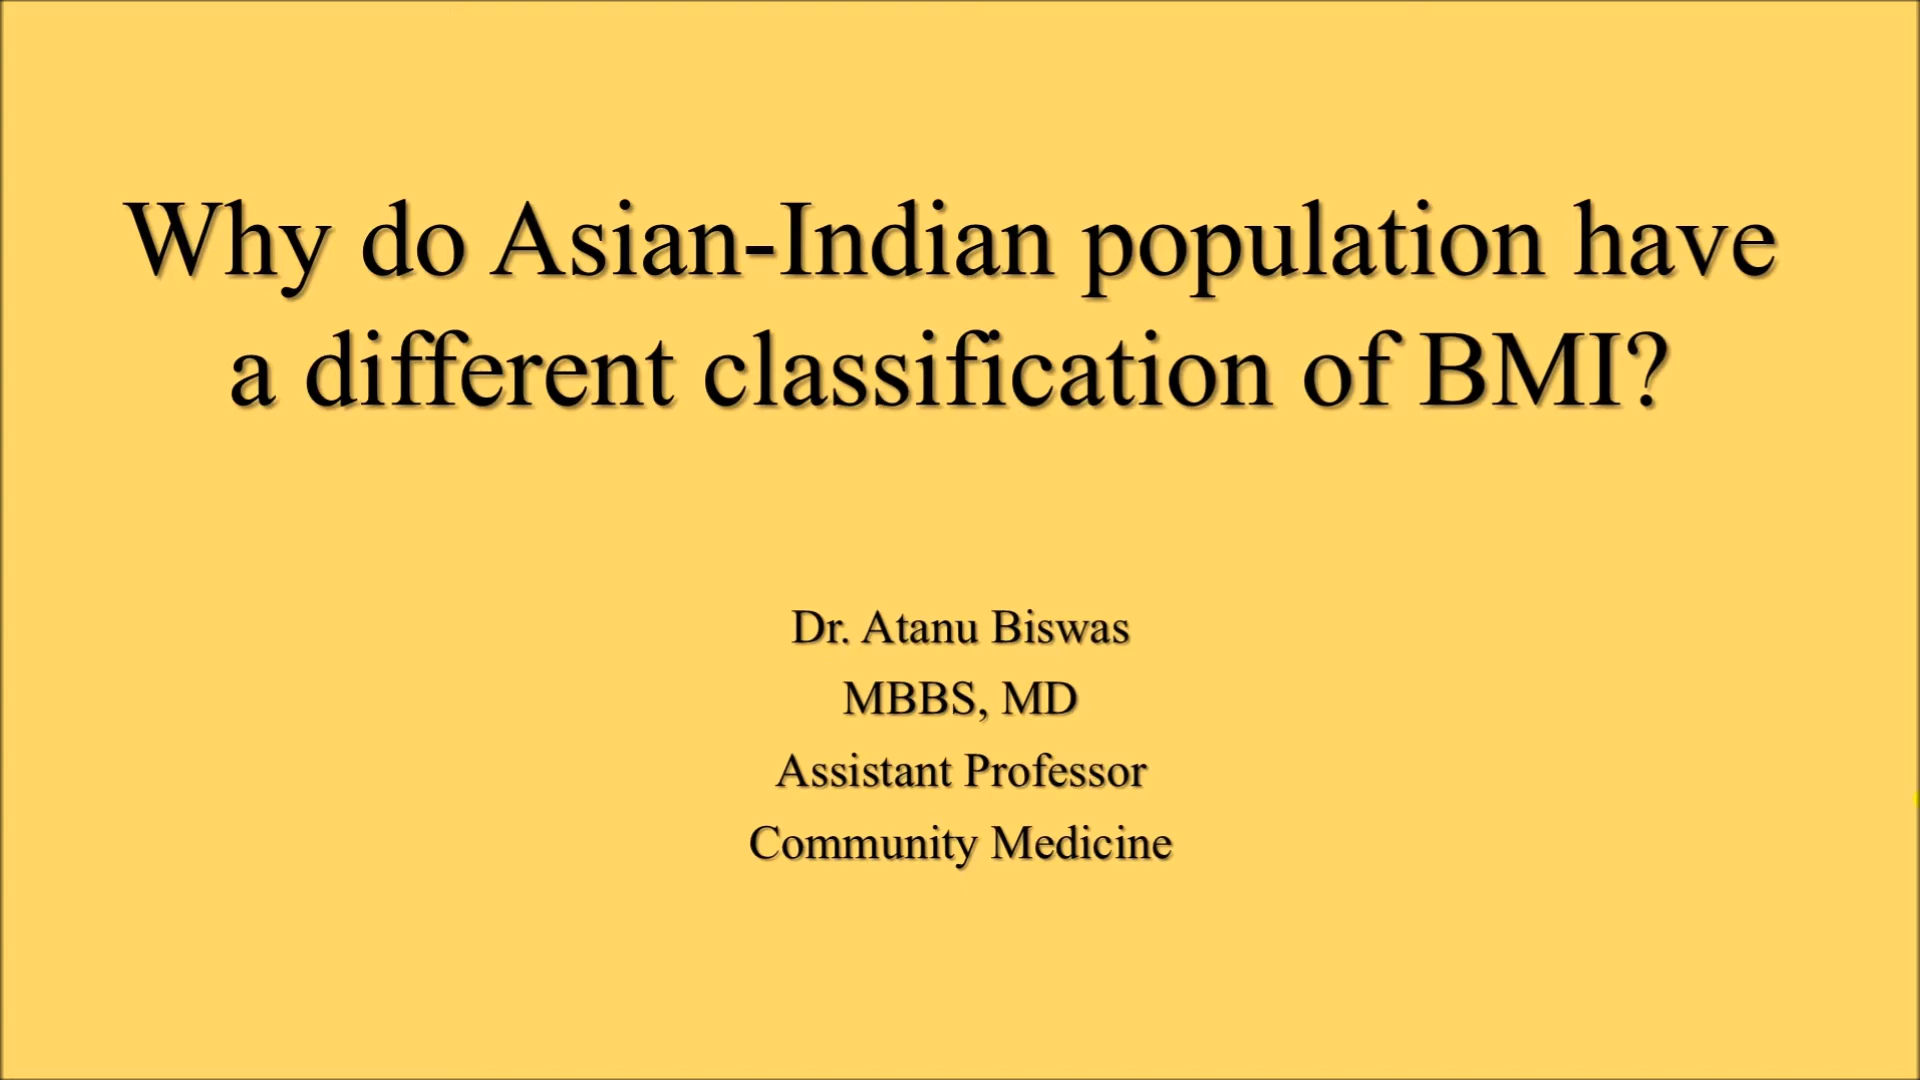 Why do Asian-Indian population have
a different classification of BMI?
Dr. Atanu Biswas
MBBS, MD
Assistant Professor
Community Medicine